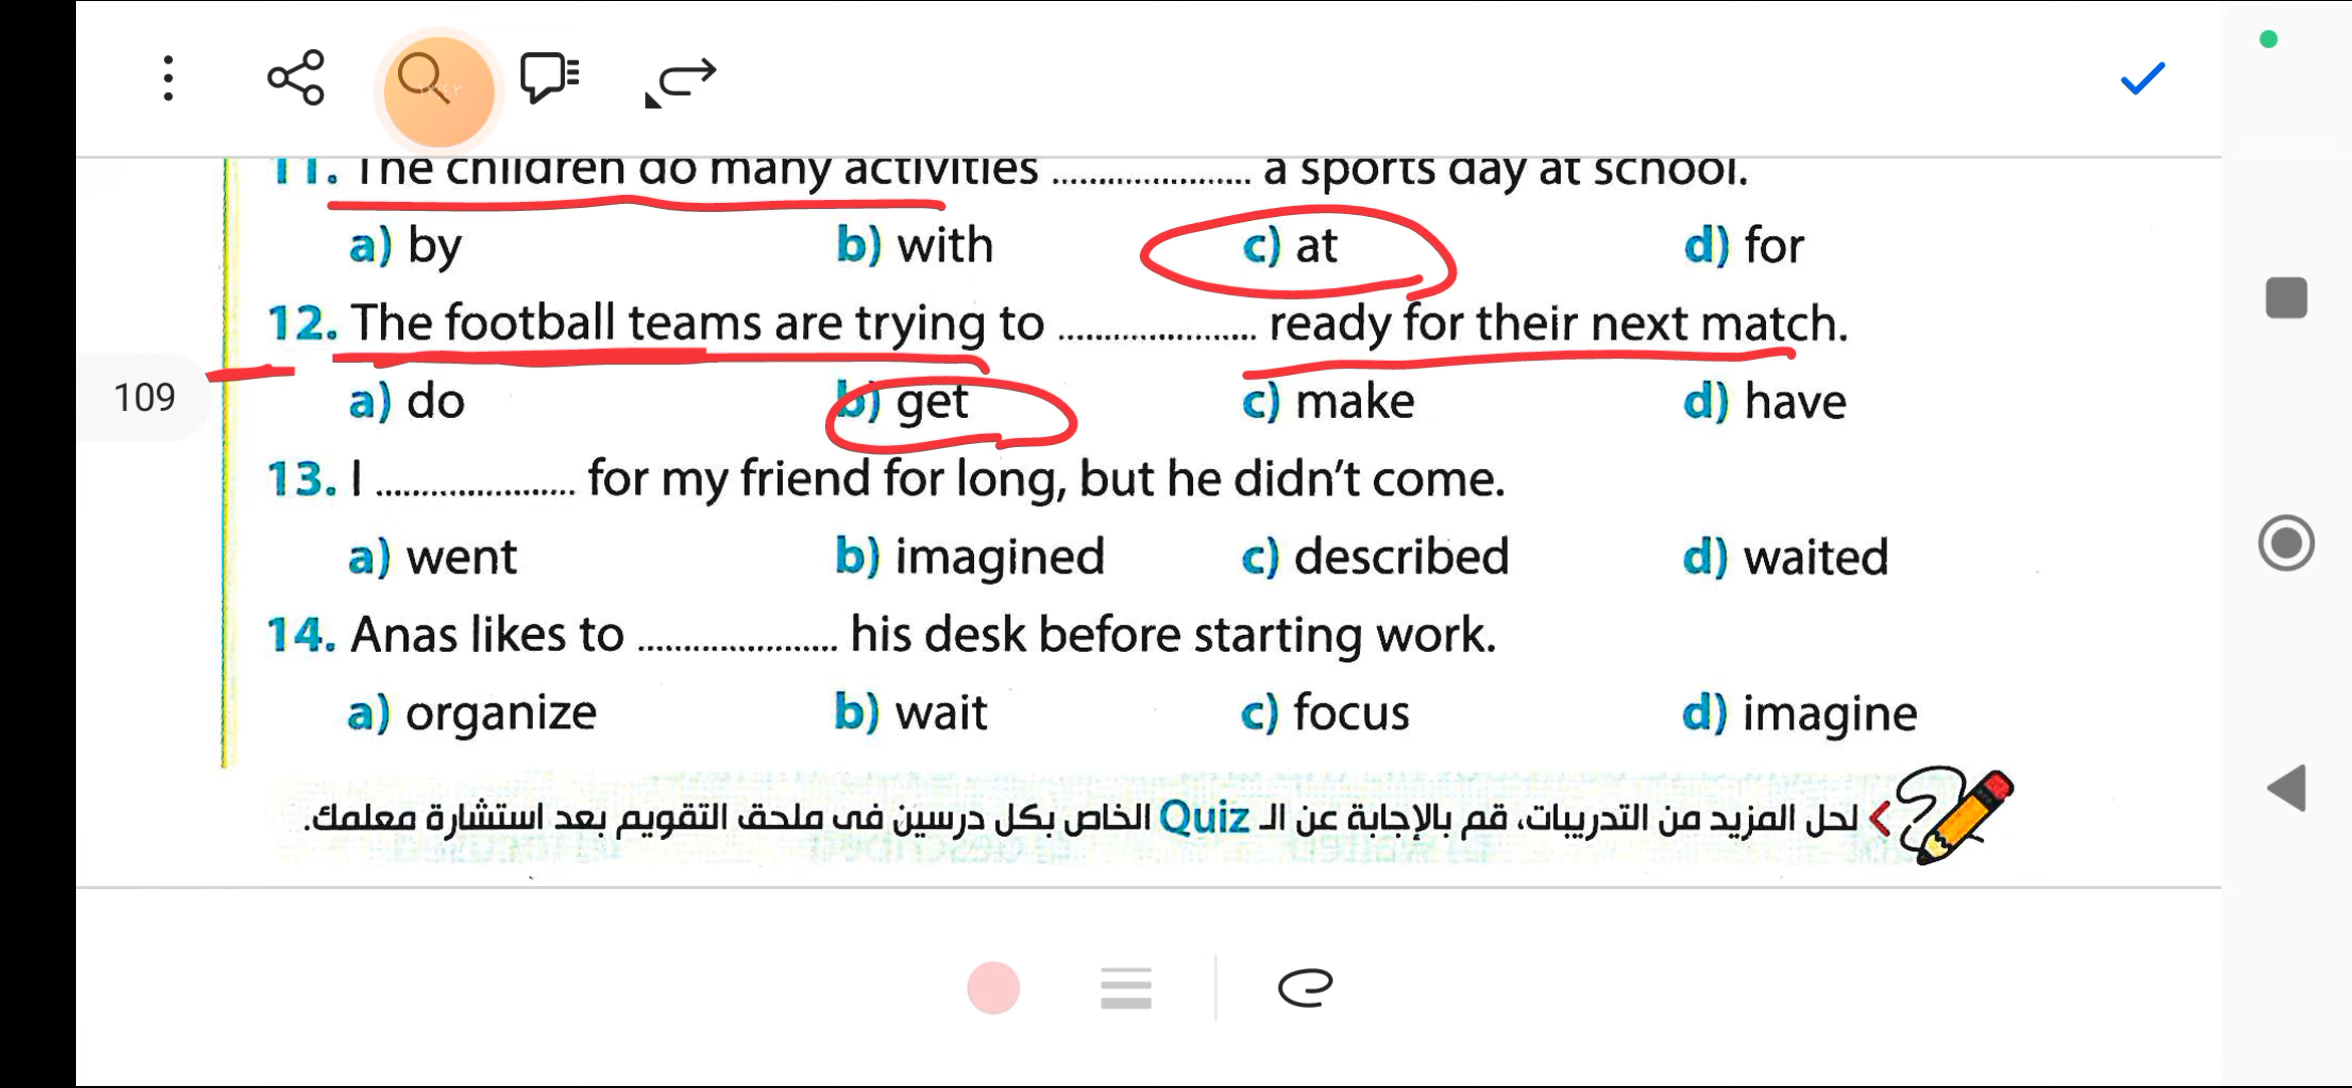 11. The children do many activities ...................... a sports day at school.
a) by b) with c) at d) for
12. The football teams are trying to ...................... ready for their next match.
109
a) do b) get c) make d) have
13. I ...................... for my friend for long, but he didn't come.
a) went b) imagined c) described d) waited
14. Anas likes to ...................... his desk before starting work.
a) organize b) wait c) focus d) imagine
لحل المزيد من التدريبات، قم بالإجابة عن الـ Quiz الخاص بكل درسين فى ملحق التقويم بعد استشارة معلمك.